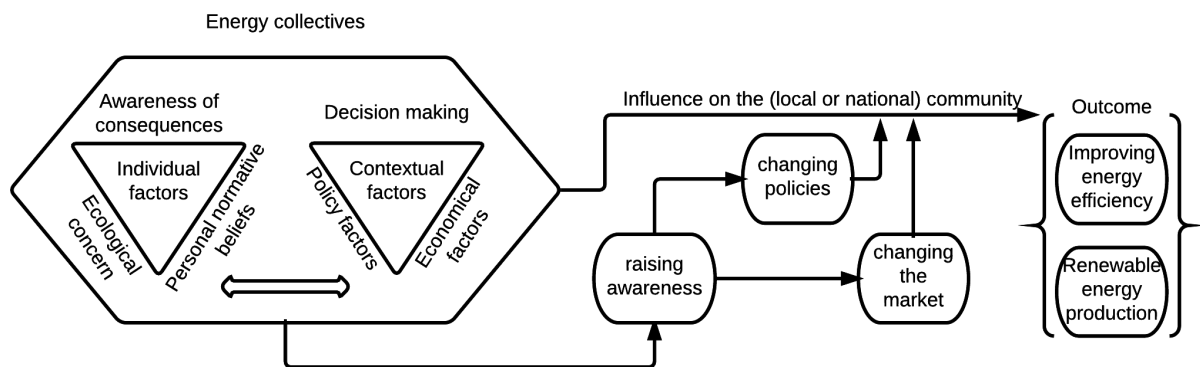 Energy collectives
Awareness of
consequences
Individual
factors
Ecological
concern
Personal normative
beliefs
Decision making
Contextual
factors
Policy factors
Economical
factors
Influence on the (local or national) community
changing
policies
raising
awareness
changing
the
market
Outcome
Improving
energy
efficiency
Renewable
energy
production